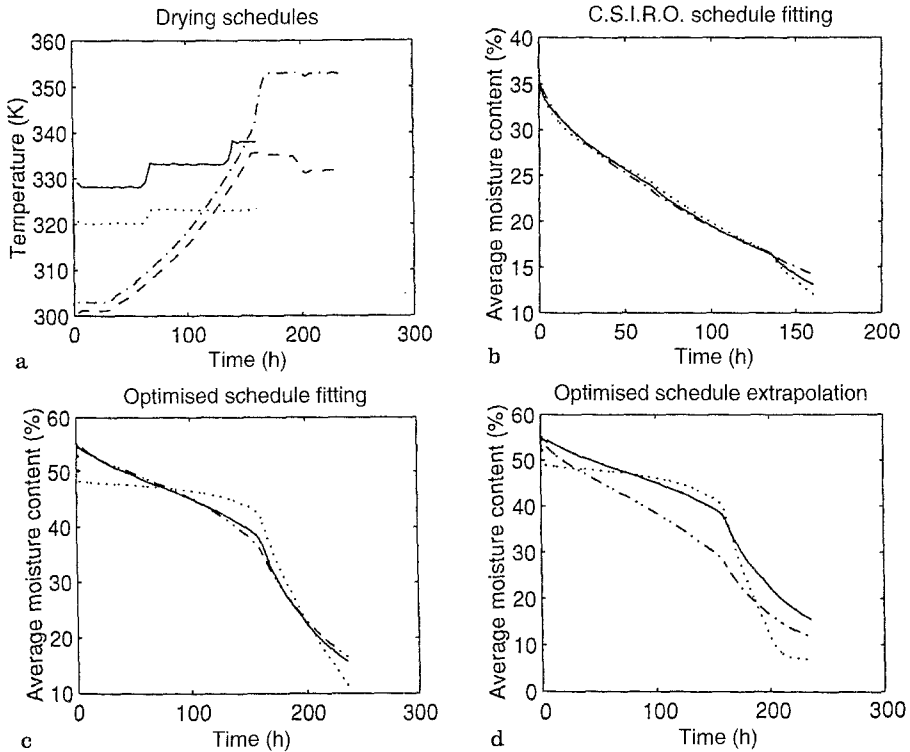 Drying schedules
360
350
340
330
320
310
300
Temperature (K)
0
100
200
300
Time (h)
a
C.S.I.R.O. schedule fitting
40
35
30
25
20
15
10
Average moisture content (%)
0
50
100
150
200
Time (h)
b
Optimised schedule fitting
60
50
40
30
20
10
Average moisture content (%)
0
100
200
300
Time (h)
c
Optimised schedule extrapolation
60
50
40
30
20
10
0
Average moisture content (%)
0
100
200
300
Time (h)
d